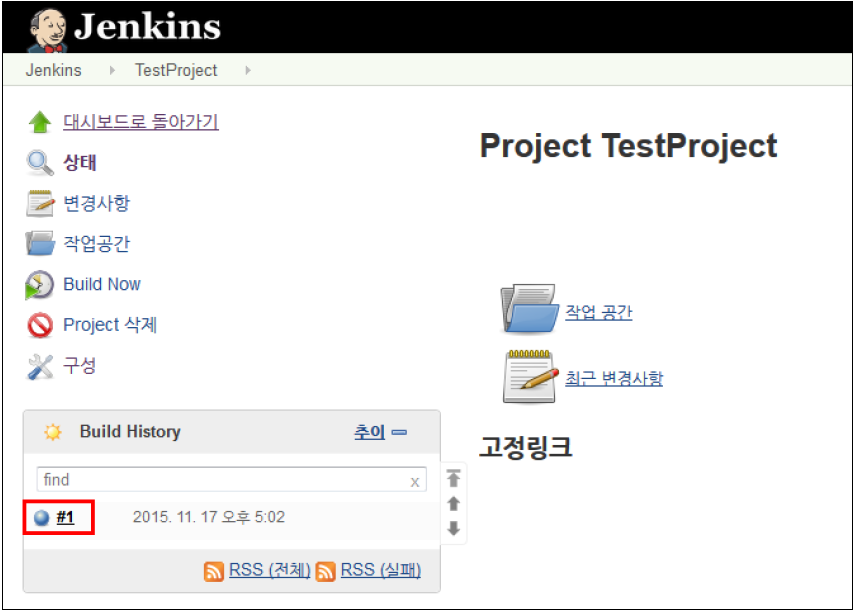 Jenkins
Jenkins TestProject
대시보드로 돌아가기
상태
변경사항
작업공간
Build Now
Project 삭제
구성
Build History 추이
find x
#1 2015. 11. 17 오후 5:02
RSS (전체) RSS (실패)
Project TestProject
작업 공간
최근 변경사항
고정링크